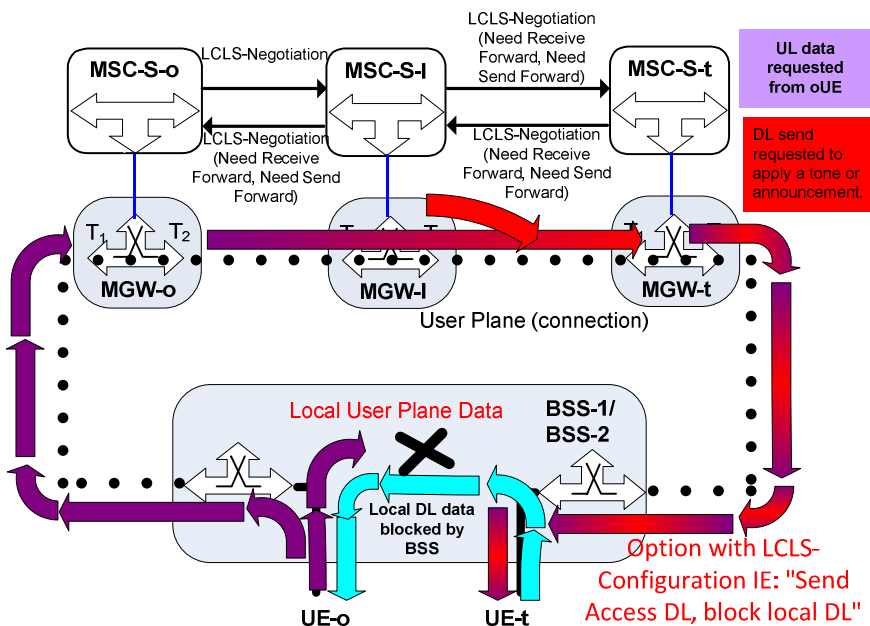 LCLS-Negotiation
(Need Receive
Forward, Need
Send Forward)
LCLS-Negotiation
MSC-S-o
MSC-S-I
MSC-S-t
UL data
requested
from oUE
LCLS-Negotiation
(Need Receive
Forward, Need Send
Forward)
LCLS-Negotiation
(Need Receive
Forward, Need
Send Forward)
DL send
requested to
apply a tone or
announcement.
T1
T2
MGW-o
MGW-I
MGW-t
User Plane (connection)
Local User Plane Data
BSS-1/
BSS-2
Local DL data
blocked by
BSS
Option with LCLS-
Configuration IE: "Send
Access DL, block local DL"
UE-o
UE-t